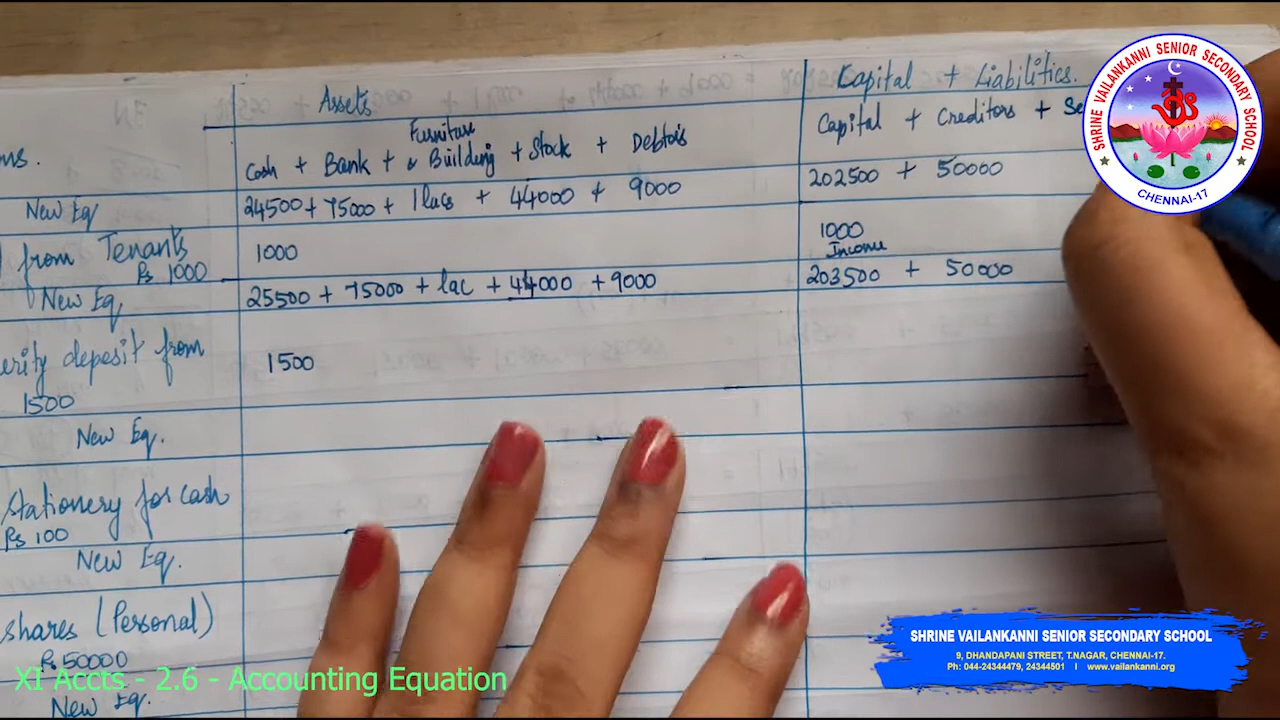 Assets
Capital + Liabilities.
ns.
Cash + Bank + Furniture & Building + Stock + Debtors
Capital + Creditors + Se
New Eq
24500 + 75000 + 1 lacs + 44000 + 9000
202500 + 50000
from Tenants
Rs 1000
1000
1000
Income
New Eq
25500 + 75000 + lac + 44000 + 9000
203500 + 50000
erity deposit from
1500
1500
New Eq.
Stationery for cash
Rs 100
New Eq.
shares (Personal)
Rs 50000
New Eq.
XI Accts - 2.6 - Accounting Equation
SHRINE VAILANKANNI SENIOR SECONDARY SCHOOL
CHENNAI-17
SHRINE VAILANKANNI SENIOR SECONDARY SCHOOL
9, DHANDAPANI STREET, T.NAGAR, CHENNAI-17.
Ph: 044-24344479, 24344501 I www.vailankanni.org